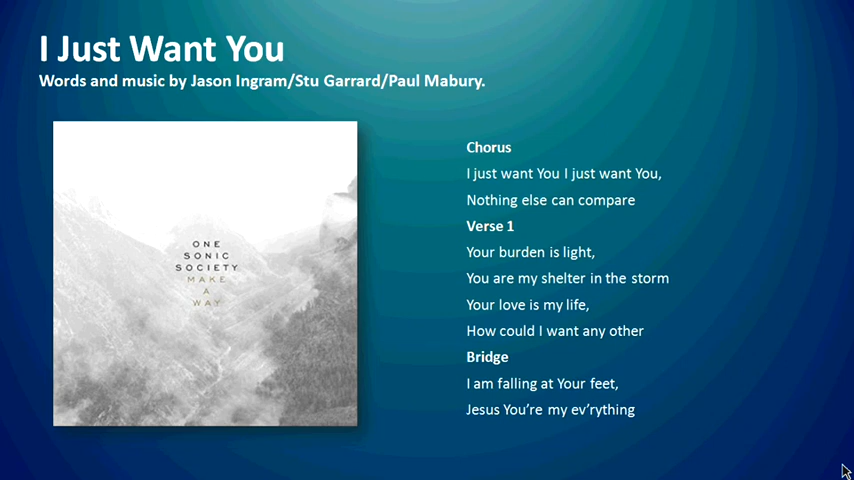 I Just Want You
Words and music by Jason Ingram/Stu Garrard/Paul Mabury.
ONE
SONIC
SOCIETY
MAKE
A
WAY
Chorus
I just want You I just want You,
Nothing else can compare
Verse 1
Your burden is light,
You are my shelter in the storm
Your love is my life,
How could I want any other
Bridge
I am falling at Your feet,
Jesus You’re my ev’rything